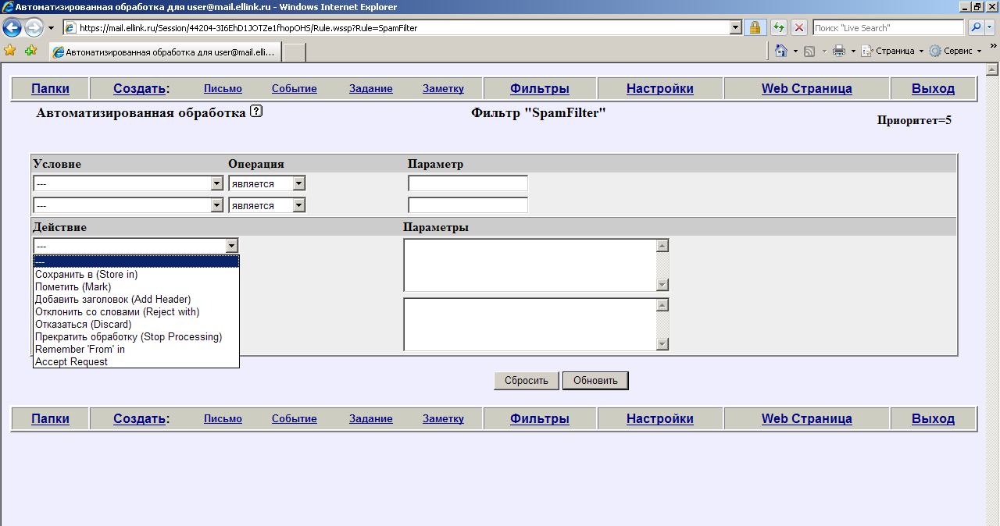 Автоматизированная обработка для user@mail.ellink.ru - Windows Internet Explorer
https://mail.ellink.ru/Session/44204-3I6EhD1JOTZe1fhopOHS/Rule.wssp?Rule=SpamFilter
Поиск "Live Search"
Автоматизированная обработка для user@mail.elli...
Страница
Сервис
»
Папки Создать: Письмо Событие Задание Заметку Фильтры Настройки Web Страница Выход
Автоматизированная обработка ? Фильтр "SpamFilter" Приоритет=5
Условие Операция Параметр
--- является
--- является
Действие Параметры
---
---
Сохранить в (Store in)
Пометить (Mark)
Добавить заголовок (Add Header)
Отклонить со словами (Reject with)
Отказаться (Discard)
Прекратить обработку (Stop Processing)
Remember 'From' in
Accept Request
Сбросить Обновить
Папки Создать: Письмо Событие Задание Заметку Фильтры Настройки Web Страница Выход